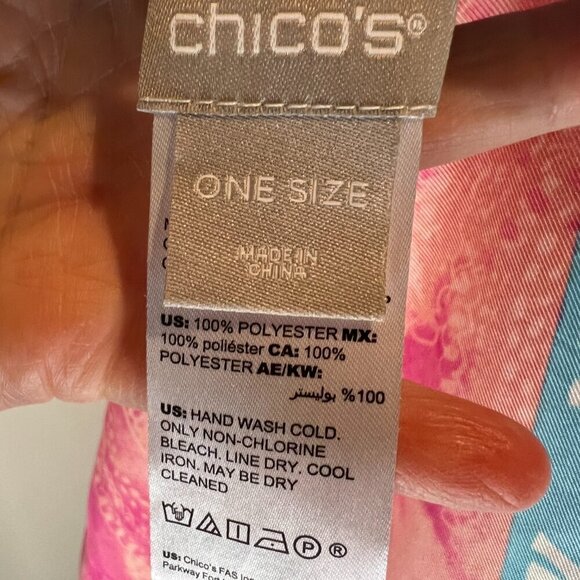 chico's®
ONE SIZE
MADE IN
CHINA
US: 100% POLYESTER MX:
100% poliéster CA: 100%
POLYESTER AE/KW:
100% بوليستر
US: HAND WASH COLD.
ONLY NON-CHLORINE
BLEACH. LINE DRY. COOL
IRON. MAY BE DRY
CLEANED
P ®
US: Chico's FAS Inc
Parkway Fort